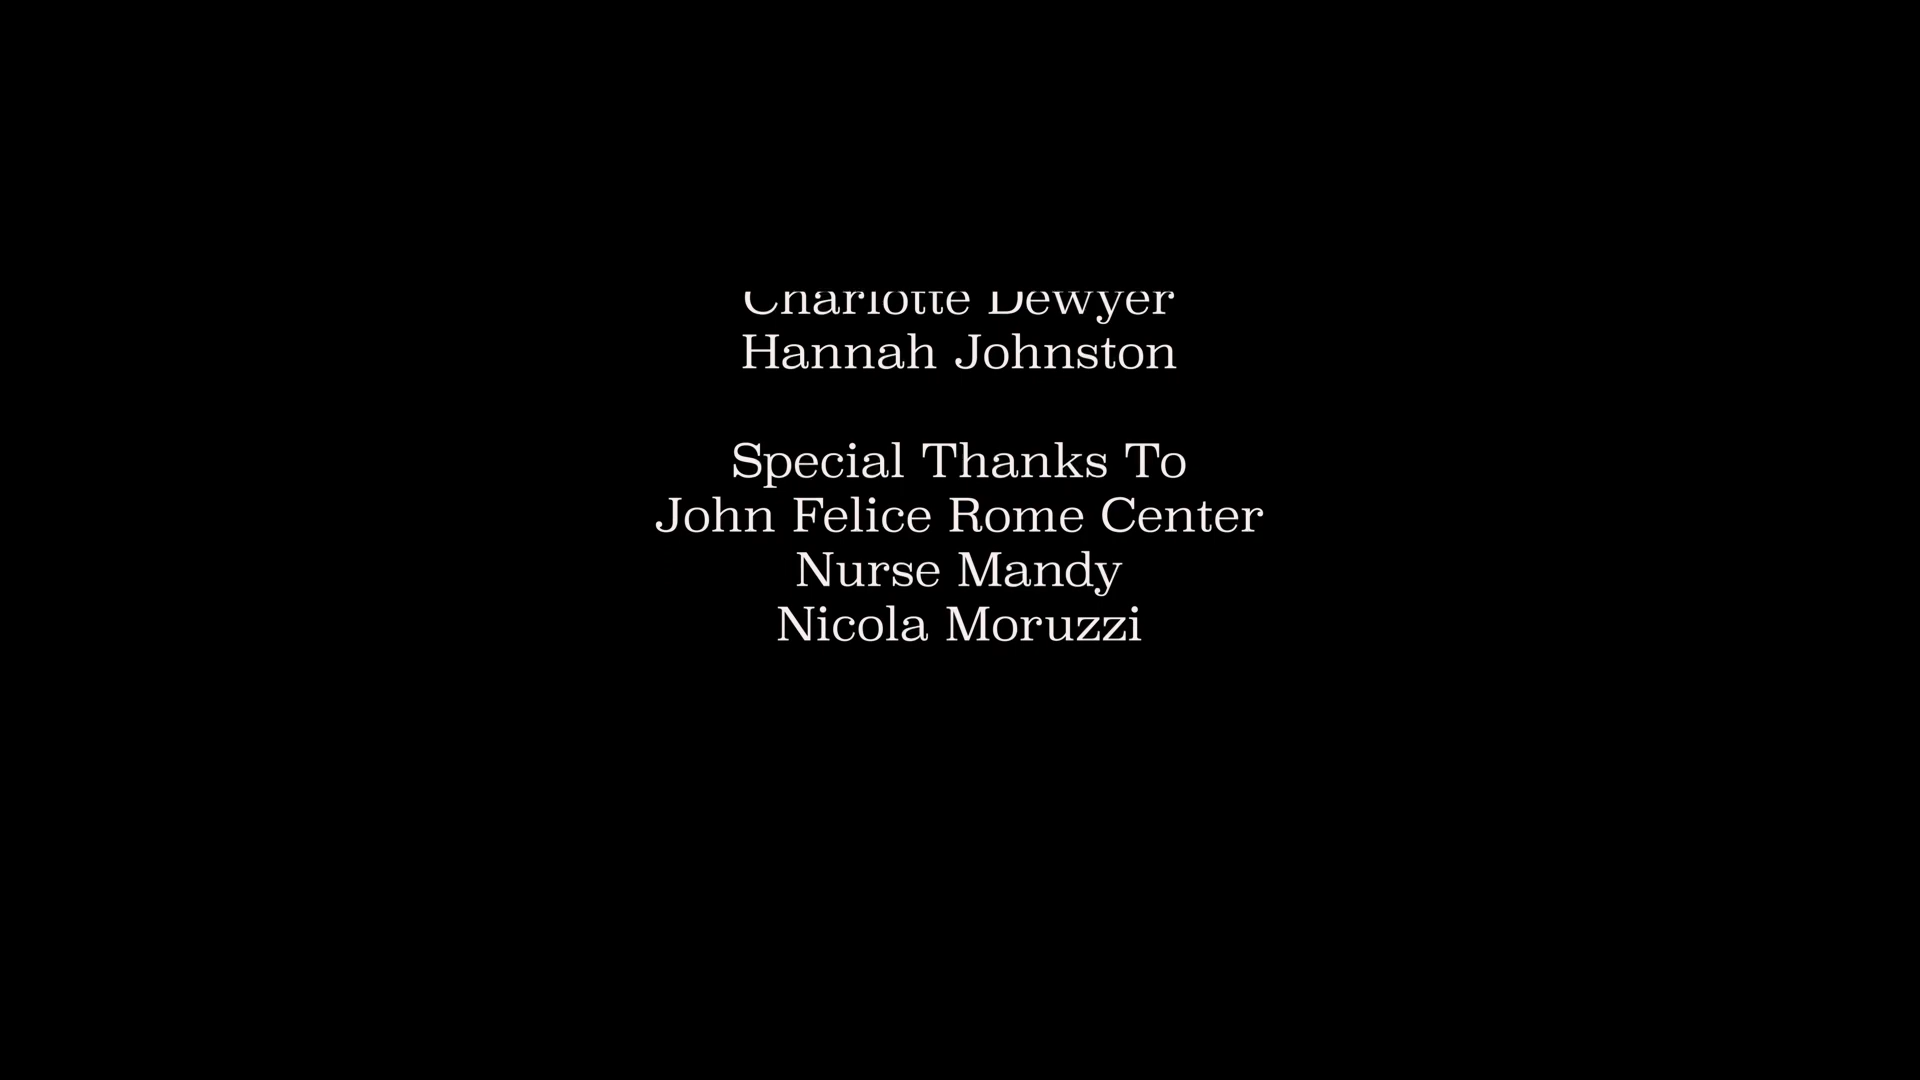 Charlotte Dewyer
Hannah Johnston
Special Thanks To
John Felice Rome Center
Nurse Mandy
Nicola Moruzzi